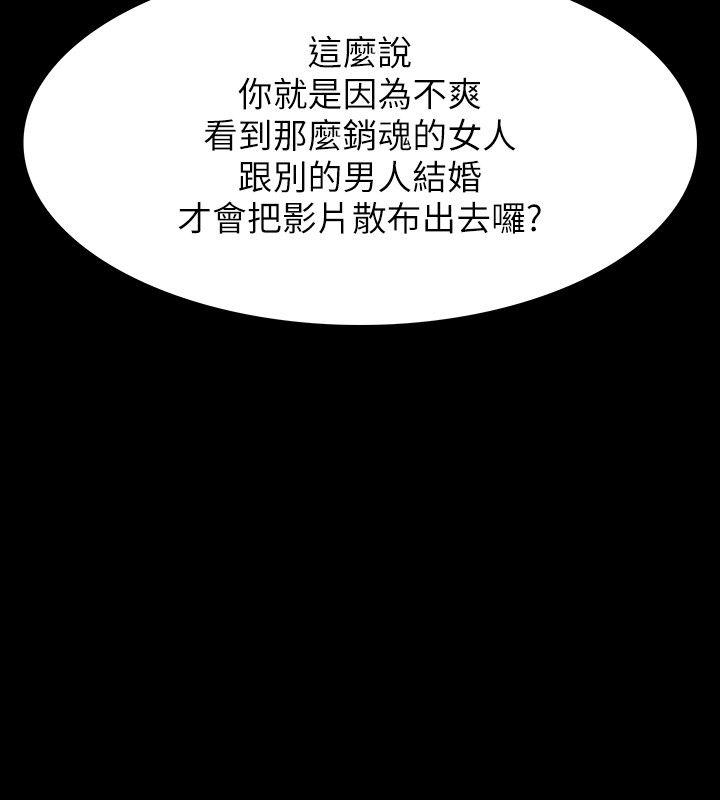 這麼說
你就是因為不爽
看到那麼銷魂的女人
跟別的男人結婚
才會把影片散布出去囉?